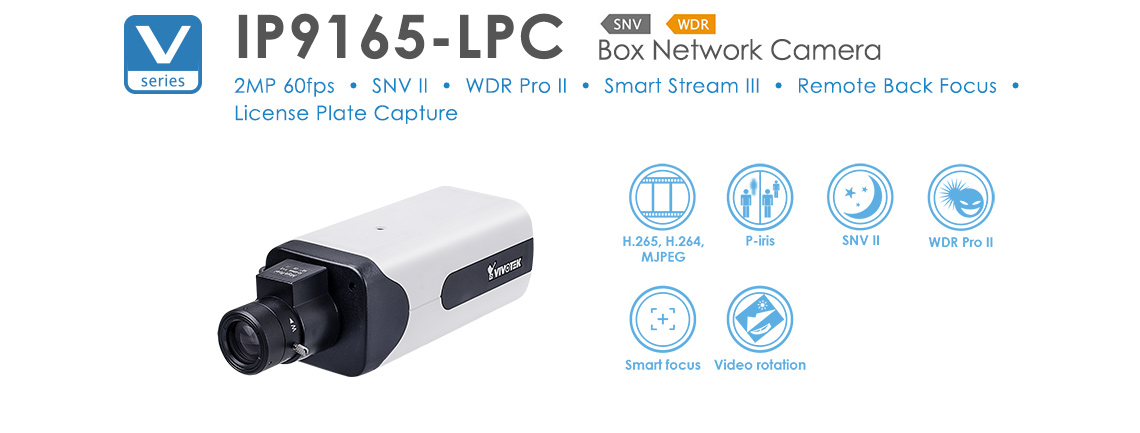 V
series
IP9165-LPC
SNV
WDR
Box Network Camera
2MP 60fps • SNV II • WDR Pro II • Smart Stream III • Remote Back Focus •
License Plate Capture
VIVOTEK
W
H.265, H.264,
MJPEG
P-iris
SNV II
WDR Pro II
Smart focus
Video rotation